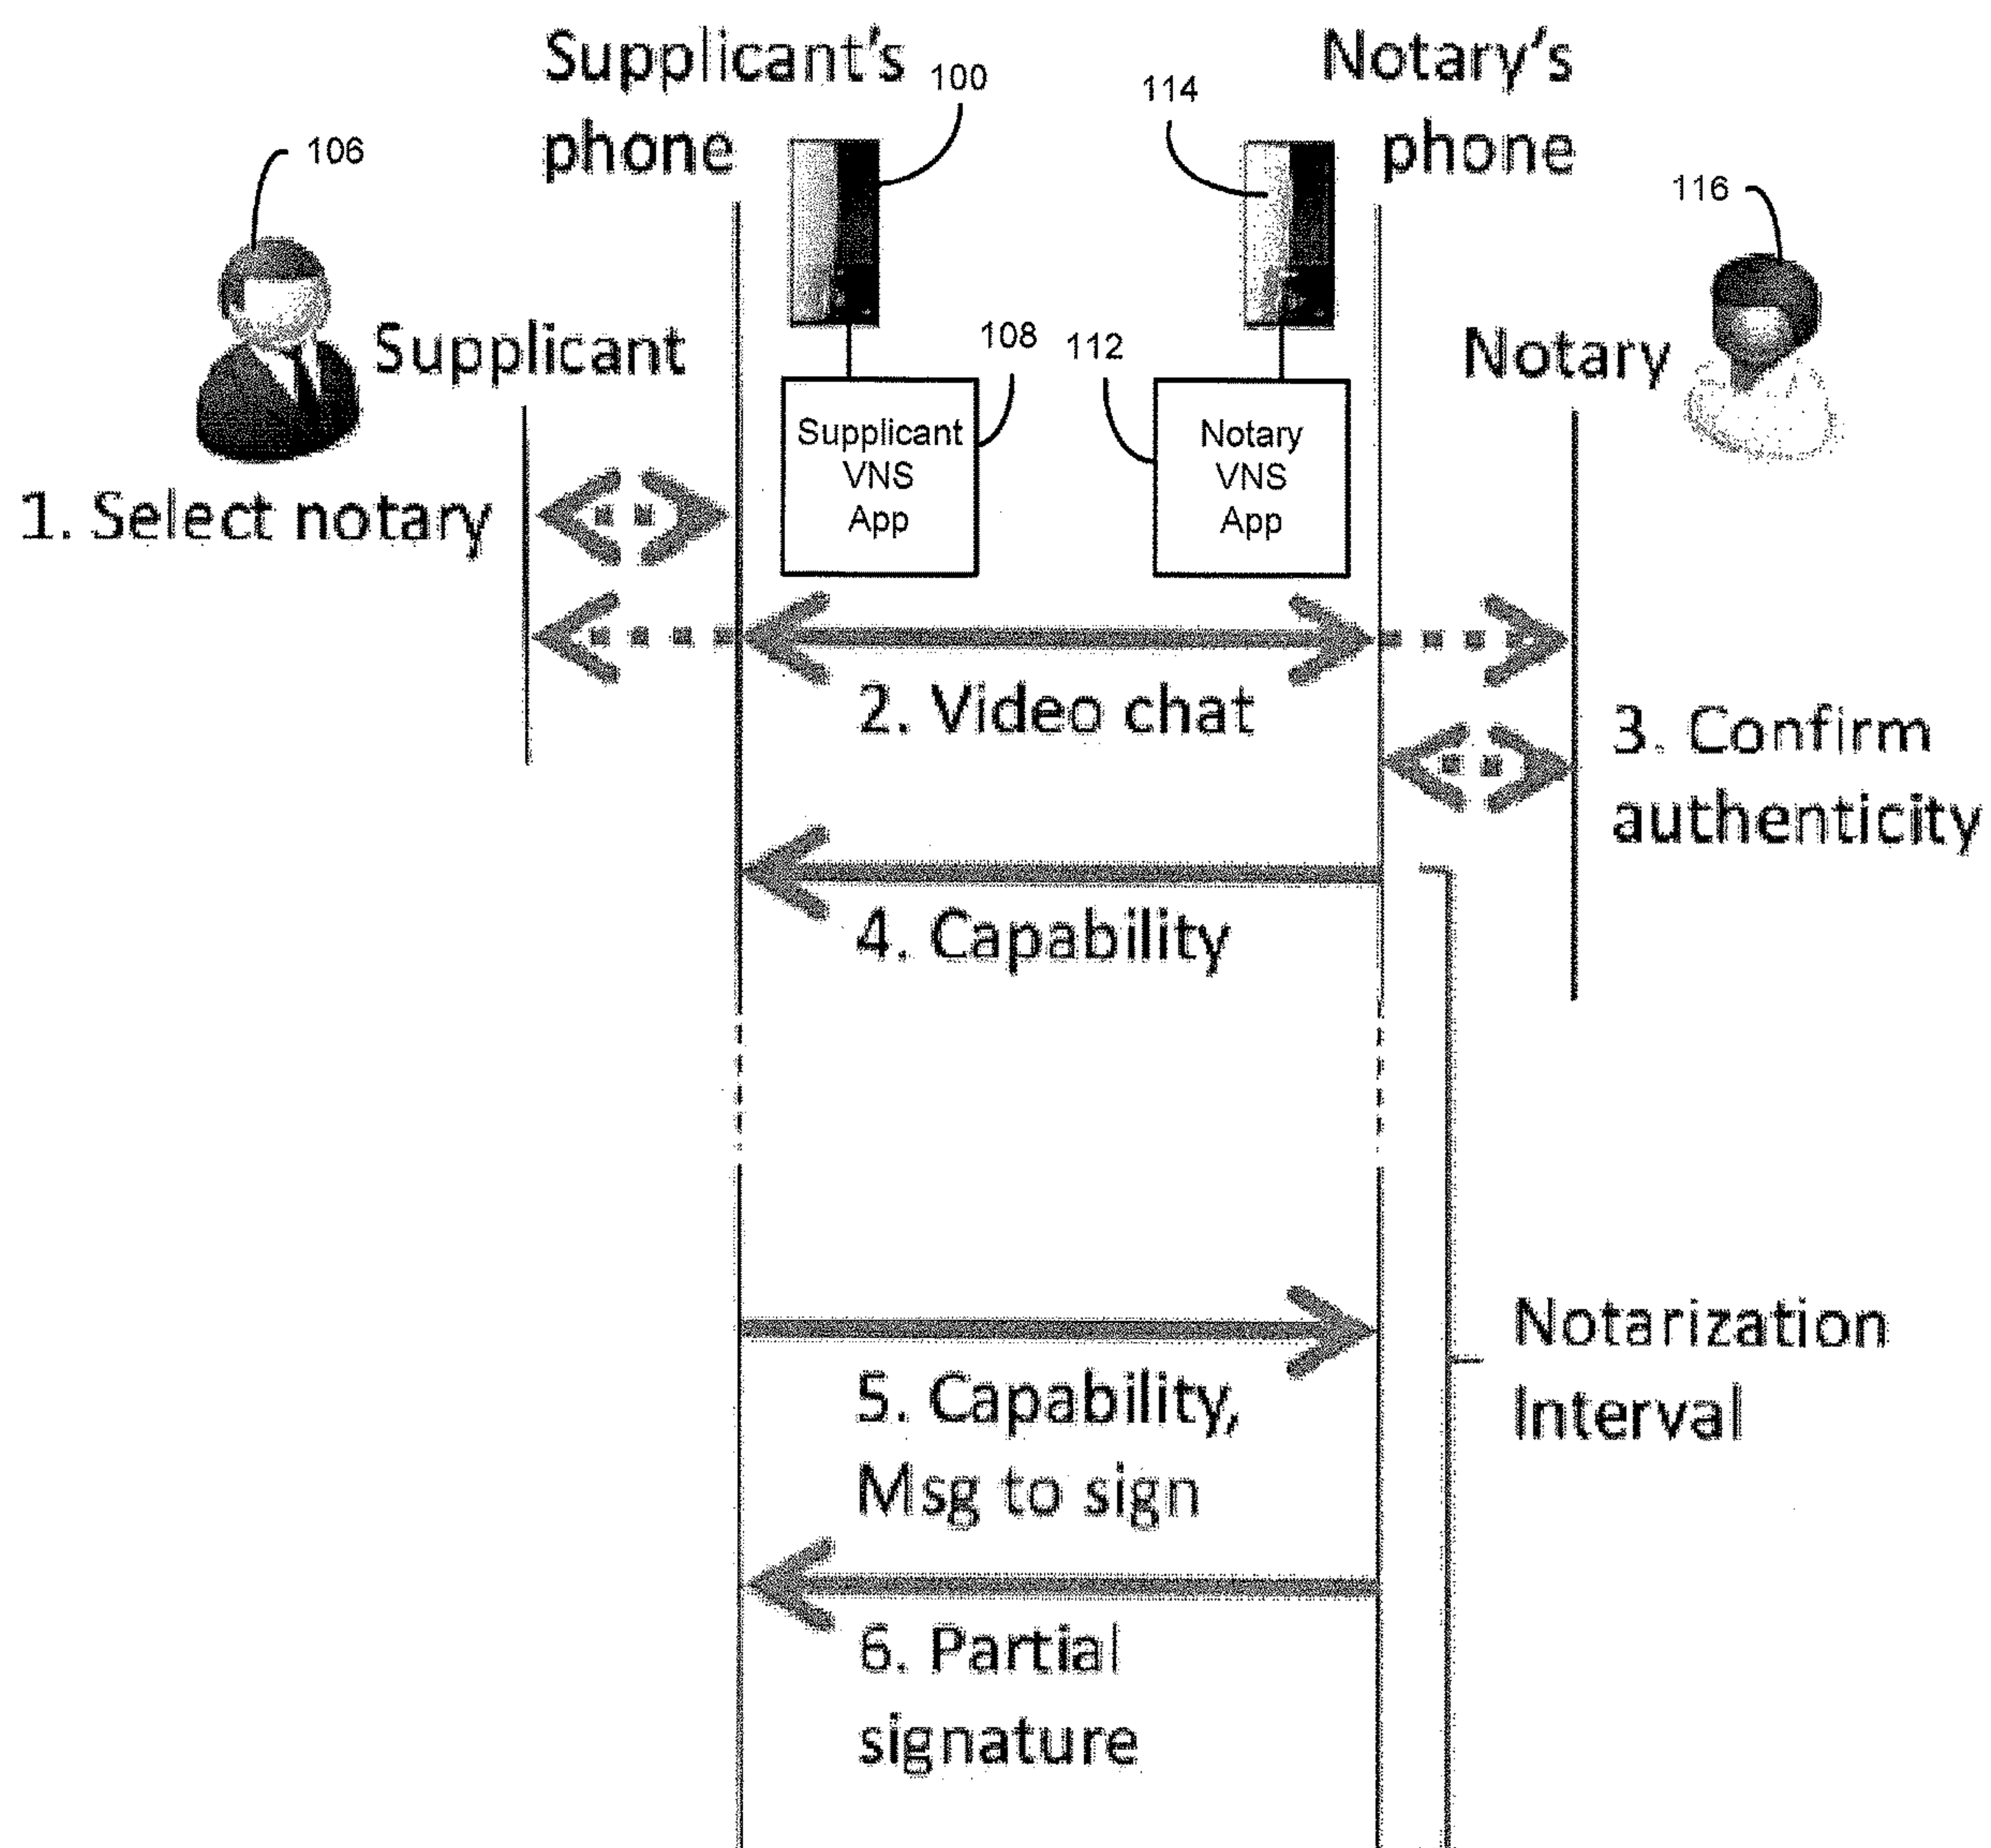 Supplicant's
phone
100
114
Notary's
phone
106
116
Supplicant
108
112
Notary
Supplicant
VNS
App
Notary
VNS
App
1. Select notary
2. Video chat
3. Confirm
authenticity
4. Capability
5. Capability,
Msg to sign
Notarization
Interval
6. Partial
signature